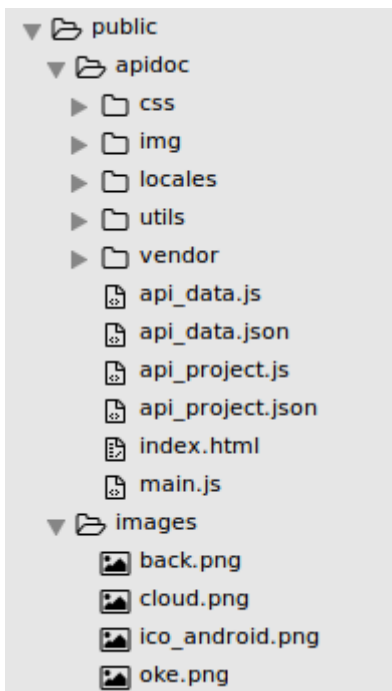 public
apidoc
css
img
locales
utils
vendor
api_data.js
api_data.json
api_project.js
api_project.json
index.html
main.js
images
back.png
cloud.png
ico_android.png
oke.png